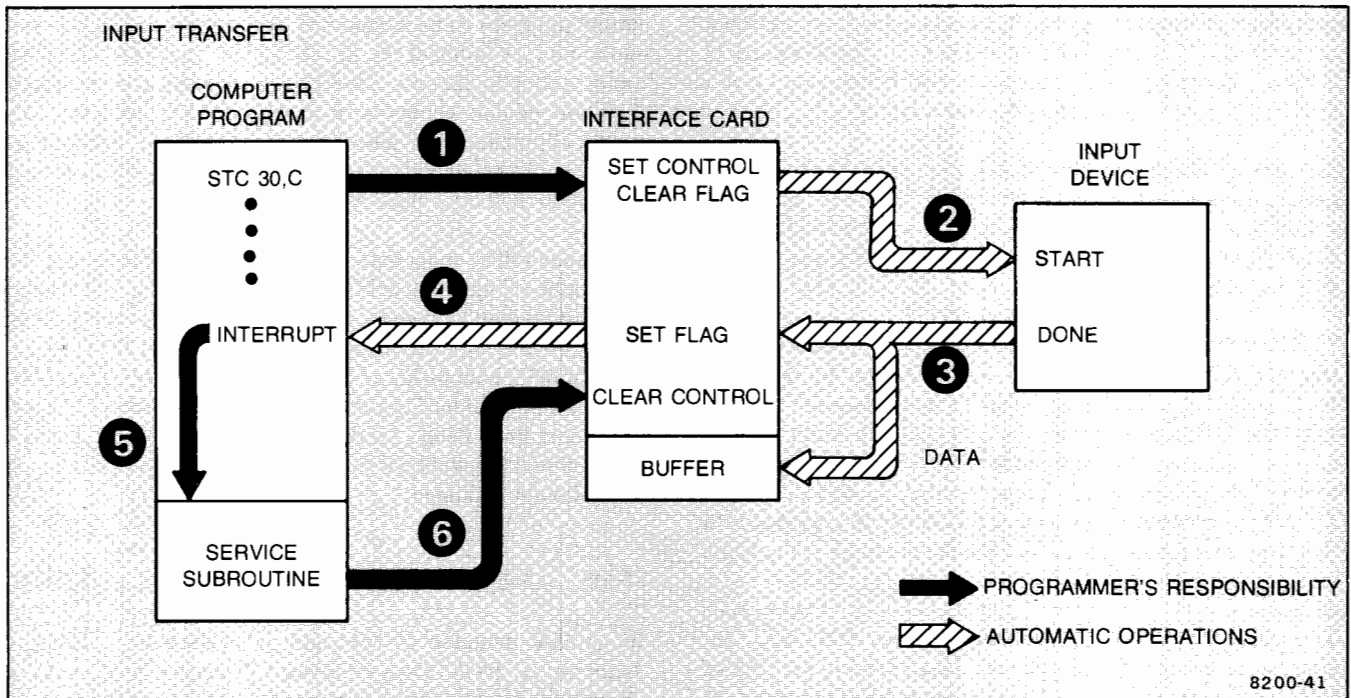 INPUT TRANSFER
COMPUTER
PROGRAM
STC 30,C
INTERRUPT
SERVICE
SUBROUTINE
1
INTERFACE CARD
SET CONTROL
CLEAR FLAG
SET FLAG
CLEAR CONTROL
BUFFER
2
INPUT
DEVICE
START
DONE
3
DATA
4
5
6
PROGRAMMER'S RESPONSIBILITY
AUTOMATIC OPERATIONS
8200-41